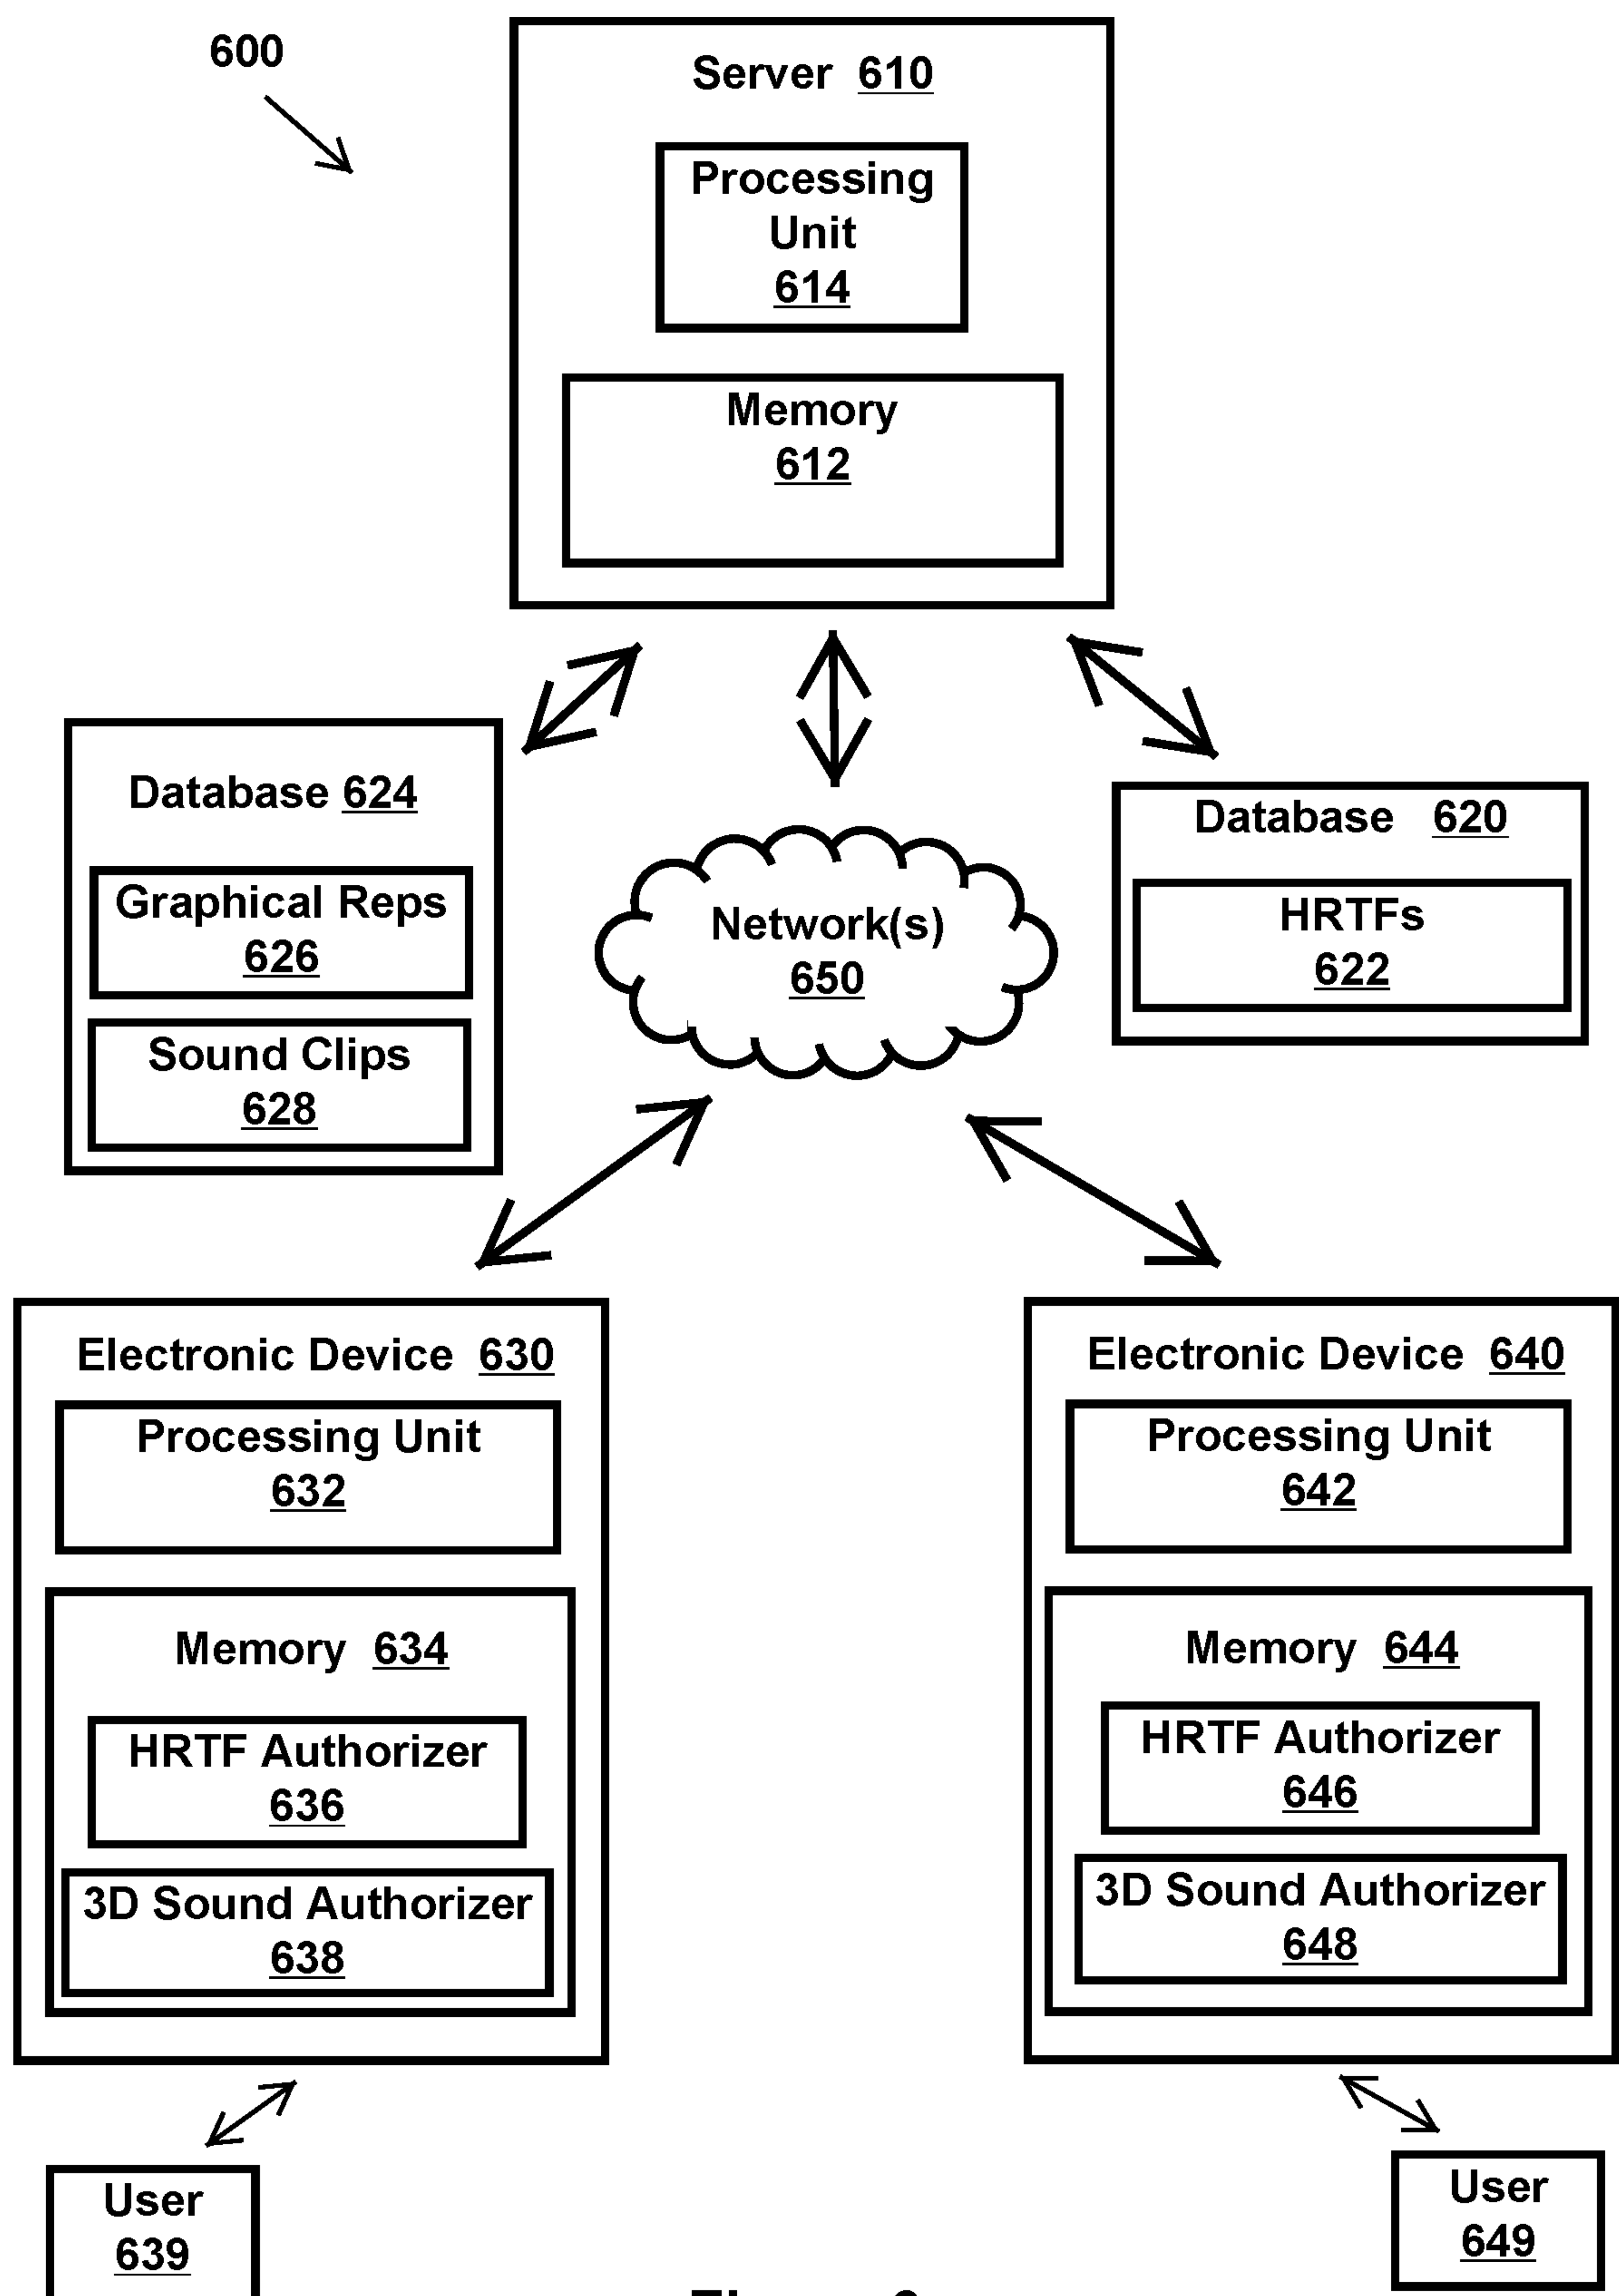 600
Server 610
Processing
Unit
614
Memory
612
Database 624
Graphical Reps
626
Sound Clips
628
Network(s)
650
Database 620
HRTFs
622
Electronic Device 630
Processing Unit
632
Memory 634
HRTF Authorizer
636
3D Sound Authorizer
638
User
639
Electronic Device 640
Processing Unit
642
Memory 644
HRTF Authorizer
646
3D Sound Authorizer
648
User
649